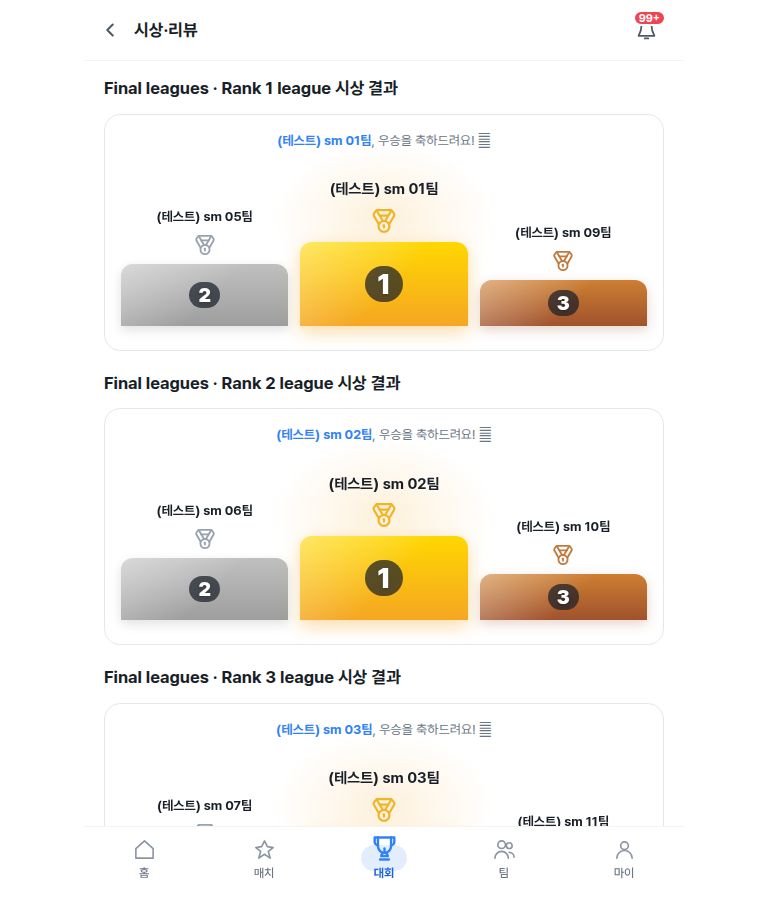 시상·리뷰
99+
Final leagues · Rank 1 league 시상 결과
(테스트) sm 01팀, 우승을 축하드려요!
(테스트) sm 01팀
(테스트) sm 05팀
(테스트) sm 09팀
1
2
3
Final leagues · Rank 2 league 시상 결과
(테스트) sm 02팀, 우승을 축하드려요!
(테스트) sm 02팀
(테스트) sm 06팀
(테스트) sm 10팀
1
2
3
Final leagues · Rank 3 league 시상 결과
(테스트) sm 03팀, 우승을 축하드려요!
(테스트) sm 03팀
(테스트) sm 07팀
(테스트) sm 11팀
홈
매치
대회
팀
마이